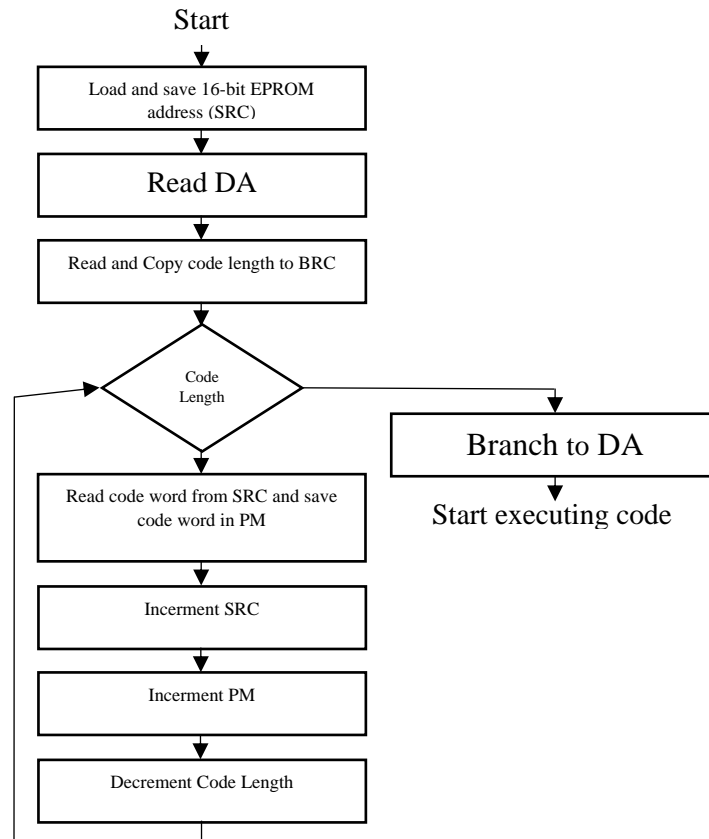 Start
Load and save 16-bit EPROM
address (SRC)
Read DA
Read and Copy code length to BRC
Code
Length
Branch to DA
Read code word from SRC and save
code word in PM
Start executing code
Incerment SRC
Incerment PM
Decrement Code Length